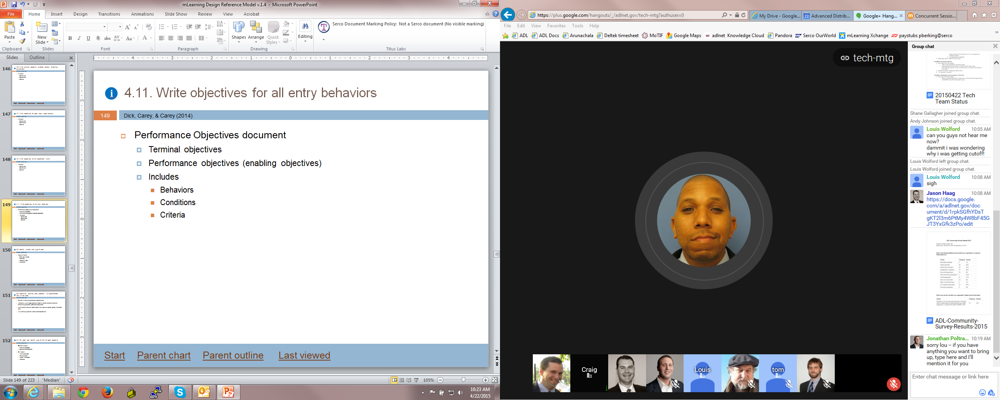 mLearning Design Reference Model v.1.4 - Microsoft PowerPoint
File Home Insert Design Transitions Animations Slide Show Review View Acrobat
Paste
New Slide
Shapes Arrange Quick Styles
Editing
Serco Document Marking Policy: Not a Serco document (No visible marking)
Clipboard Slides Font Paragraph Drawing Titus Labs
Slides Outline
146
147
148
149
150
151
152
4.11. Write objectives for all entry behaviors
149 Dick, Carey, & Carey (2014)
Performance Objectives document
Terminal objectives
Performance objectives (enabling objectives)
Includes
Behaviors
Conditions
Criteria
Start Parent chart Parent outline Last viewed
Slide 149 of 223 "Median" 105%
10:23 AM
4/22/2015
https://plus.google.com/hangouts/_/adlnet.gov/tech-mtg?authuser=0
My Drive - Google... 22 Advanced Distrib... Google+ Hang... Concurrent Sessio...
File Edit View Favorites Tools Help
ADL ADL Docs Arunachala Deltek timesheet MoTIF Google Maps adlnet Knowledge Cloud Pandora Serco OurWorld mLearning Xchange paystubs pberking@serco
tech-mtg
Craig
Louis
tom
Group chat
20150422 Tech
Team Status
Shane Gallagher joined group chat.
Andy Johnson joined group chat.
Louis Wolford 10:05 AM
can you guys not hear me
now?
dammit i was wondering
why i was getting cutoff!
Louis Wolford left group chat.
Louis Wolford joined group chat.
Louis Wolford 10:08 AM
sigh
Jason Haag 10:08 AM
https://docs.google.
com/a/adlnet.gov/doc
ument/d/1rpkSGfhYDsT
gKT2l3m6PtMy4W8bF45G
JT3YxGfk3zPo/edit
ADL Community Survey Results 2015
ADL-Community-
Survey-Results-2015
Jonathan Poltra... 10:19 AM
sorry lou – if you have
anything you want to bring
up, type here and I'll
mention it for you
Enter chat message or link here